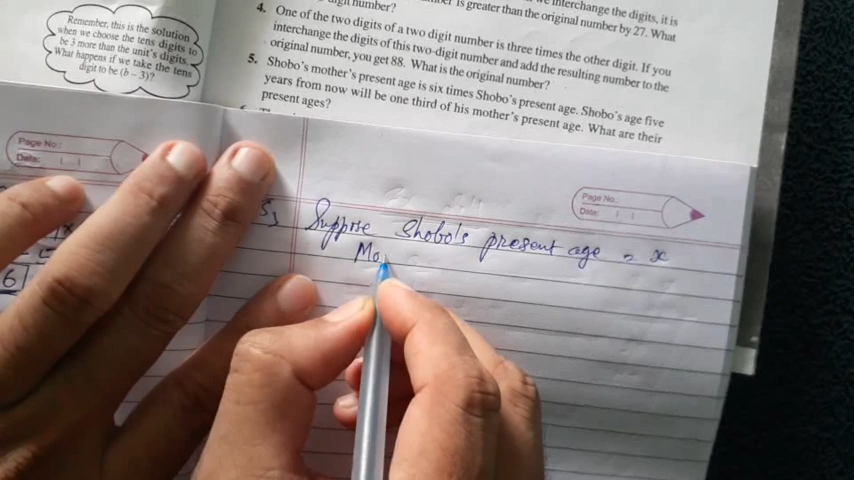 Remember, this is the solution
when we choose the tens digits to
be 3 more than the unit's digits.
What happens if we take the tens
digit to be (b – 3)?
interchange the digits, it
is greater than the original number by 27. What
4. One of the two digits of a two digit number is three times the other digit. If you
interchange the digits of this two-digit number and add the resulting number to the
original number, you get 88. What is the original number?
5. Shobo's mother's present age is six times Shobo's present age. Shobo's age five
years from now will be one third of his mother's present age. What are their
present ages?
Page No:
Date:
Page No:
Date:
Suppose Shobo's present age = x
Mo
6